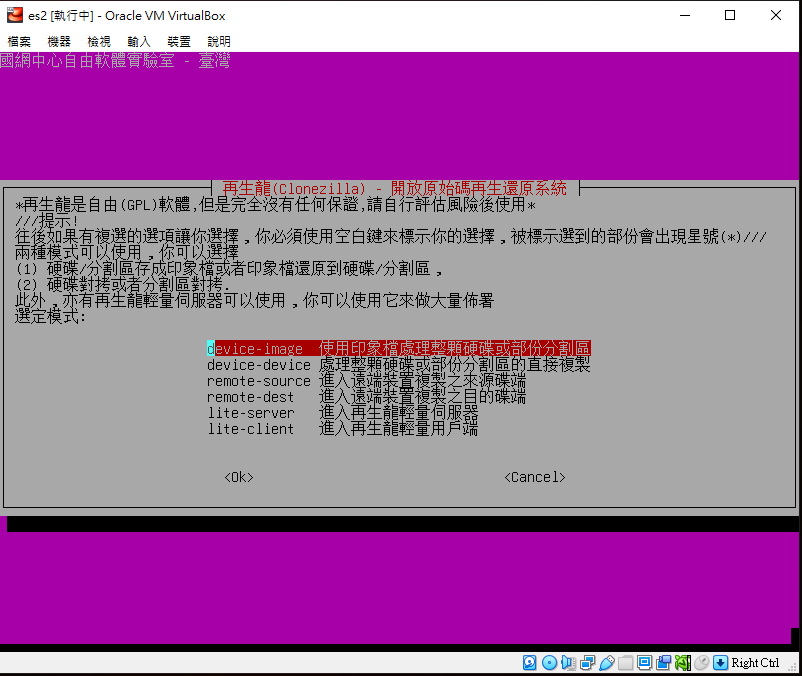 es2 [執行中] - Oracle VM VirtualBox
檔案 機器 檢視 輸入 裝置 說明
國網中心自由軟體實驗室 - 臺灣
再生龍(Clonezilla) - 開放原始碼再生還原系統
*再生龍是自由(GPL)軟體,但是完全沒有任何保證,請自行評估風險後使用*
///提示!
往後如果有複選的選項讓你選擇,你必須使用空白鍵來標示你的選擇,被標示選到的部份會出現星號(*)///
兩種模式可以使用,你可以選擇
(1) 硬碟/分割區存成印象檔或者印象檔還原到硬碟/分割區,
(2) 硬碟對拷或者分割區對拷.
此外,亦有再生龍輕量伺服器可以使用,你可以使用它來做大量佈署
選定模式:
device-image 使用印象檔處理整顆硬碟或部份分割區
device-device 處理整顆硬碟或部份分割區的直接複製
remote-source 進入遠端裝置複製之來源碟端
remote-dest 進入遠端裝置複製之目的碟端
lite-server 進入再生龍輕量伺服器
lite-client 進入再生龍輕量用戶端
<Ok> <Cancel>
Right Ctrl